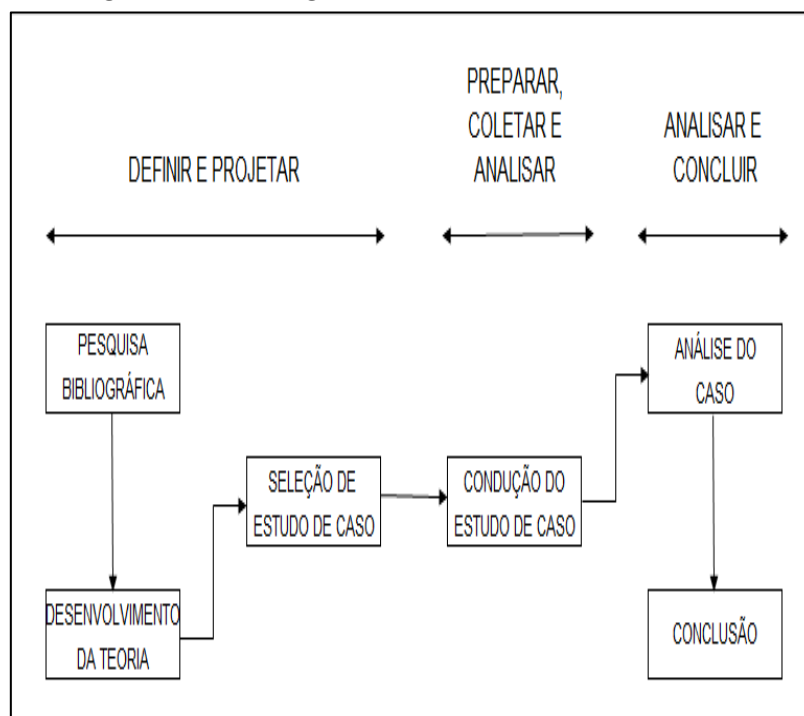 DEFINIR E PROJETAR
PREPARAR,
COLETAR E
ANALISAR
ANALISAR E
CONCLUIR
PESQUISA
BIBLIOGRÁFICA
DESENVOLVIMENTO
DA TEORIA
SELEÇÃO DE
ESTUDO DE CASO
CONDUÇÃO DO
ESTUDO DE CASO
ANÁLISE DO
CASO
CONCLUSÃO